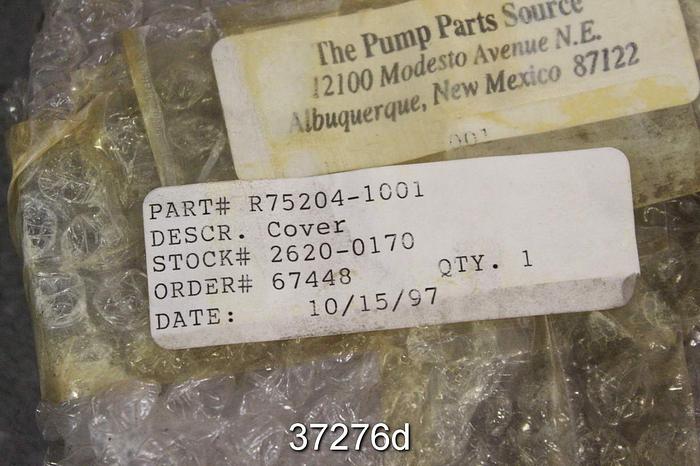 The Pump Parts Source
12100 Modesto Avenue N.E.
Albuquerque, New Mexico 87122
001
PART# R75204-1001
DESCR. Cover
STOCK# 2620-0170
ORDER# 67448 QTY. 1
DATE: 10/15/97
37276d